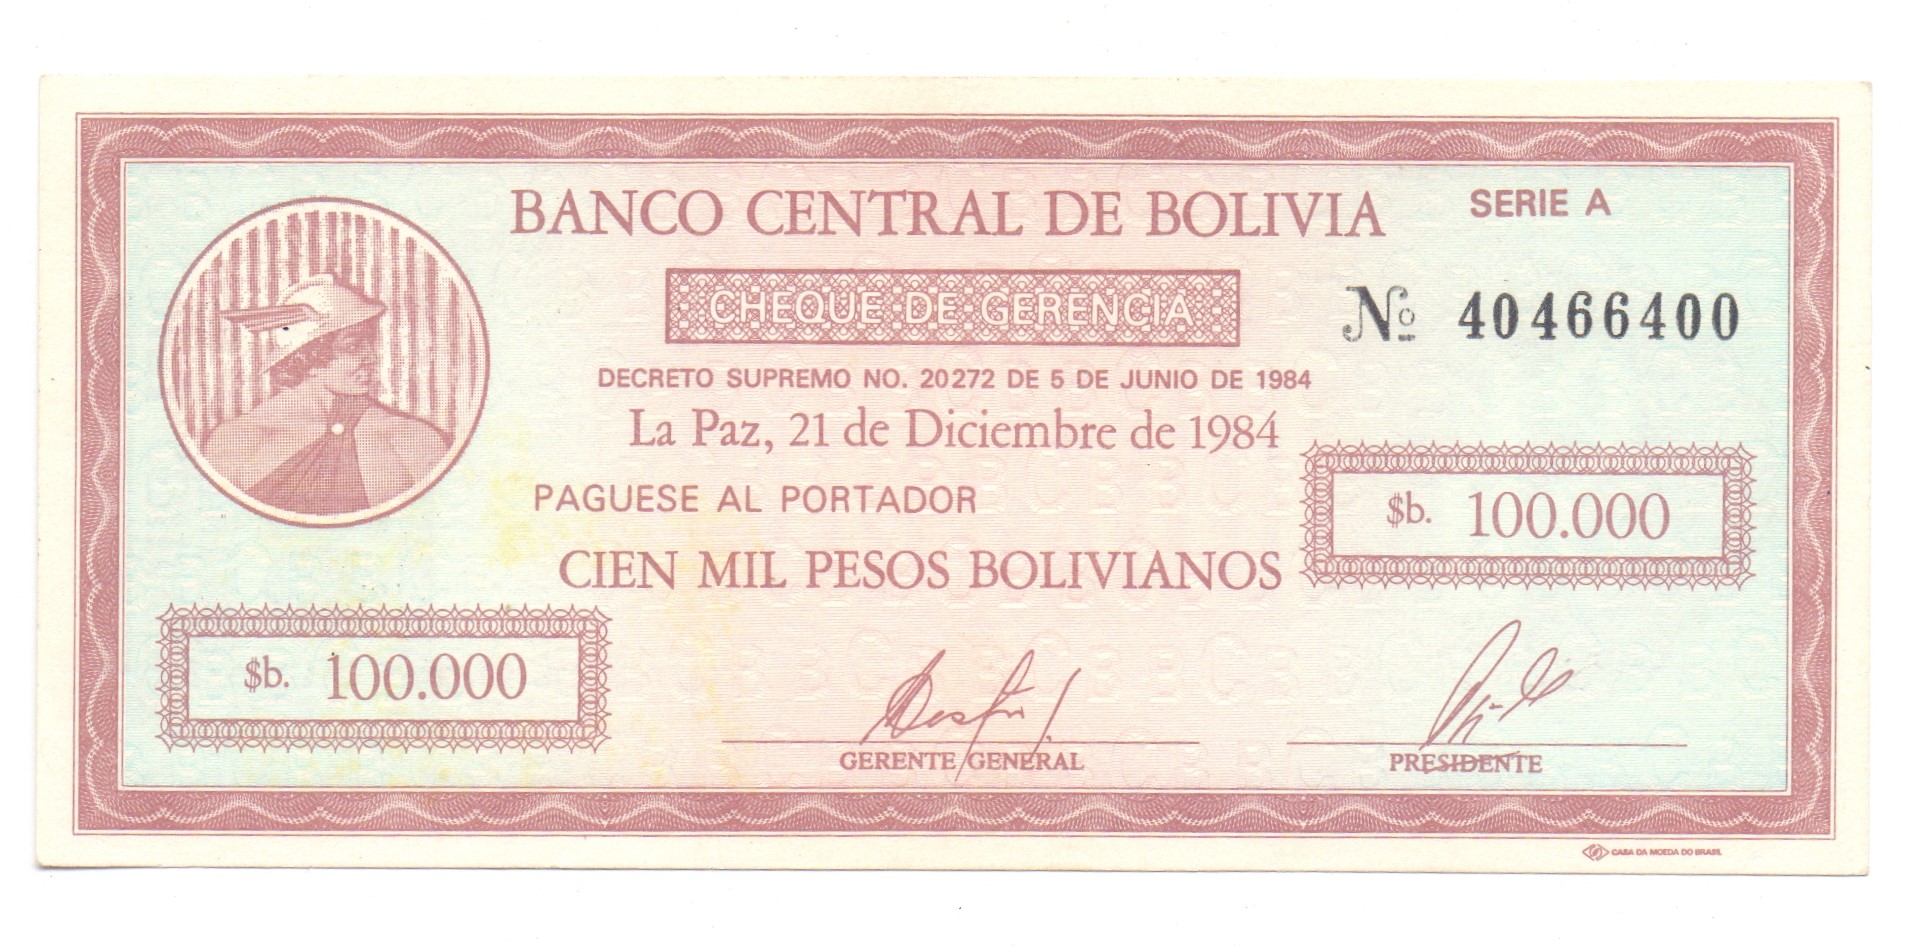 BANCO CENTRAL DE BOLIVIA
SERIE A
CHEQUE DE GERENCIA
Nº 40466400
DECRETO SUPREMO NO. 20272 DE 5 DE JUNIO DE 1984
La Paz, 21 de Diciembre de 1984
PAGUESE AL PORTADOR
$b. 100.000
CIEN MIL PESOS BOLIVIANOS
$b. 100.000
GERENTE GENERAL
PRESIDENTE
CASA DA MOEDA DO BRASIL